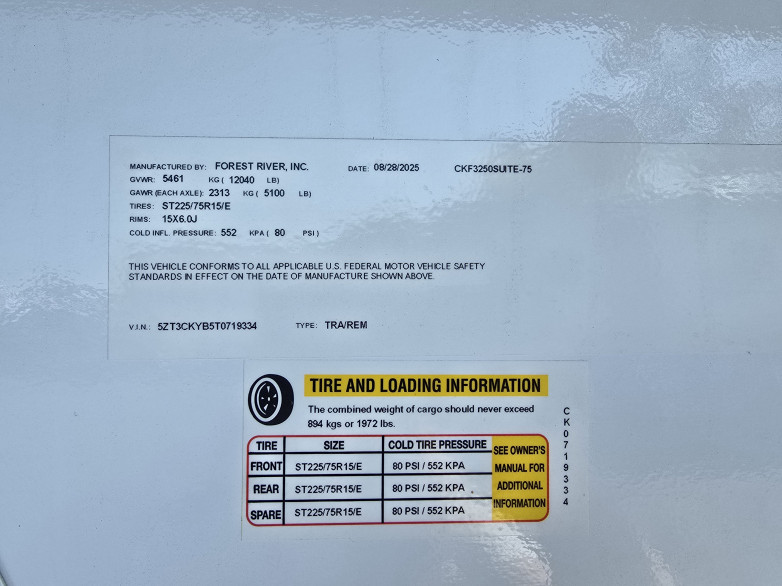 MANUFACTURED BY: FOREST RIVER, INC. DATE: 08/28/2025 CKF3250SUITE-75
GVWR: 5461 KG ( 12040 LB)
GAWR (EACH AXLE): 2313 KG ( 5100 LB)
TIRES: ST225/75R15/E
RIMS: 15X6.0J
COLD INFL. PRESSURE: 552 KPA ( 80 PSI )
THIS VEHICLE CONFORMS TO ALL APPLICABLE U.S. FEDERAL MOTOR VEHICLE SAFETY
STANDARDS IN EFFECT ON THE DATE OF MANUFACTURE SHOWN ABOVE.
V.I.N.: 5ZT3CKYB5T0719334 TYPE: TRA/REM
TIRE AND LOADING INFORMATION
The combined weight of cargo should never exceed
894 kgs or 1972 lbs.
TIRE SIZE COLD TIRE PRESSURE
FRONT ST225/75R15/E 80 PSI / 552 KPA
REAR ST225/75R15/E 80 PSI / 552 KPA
SPARE ST225/75R15/E 80 PSI / 552 KPA
SEE OWNER'S
MANUAL FOR
ADDITIONAL
INFORMATION
CK0719334